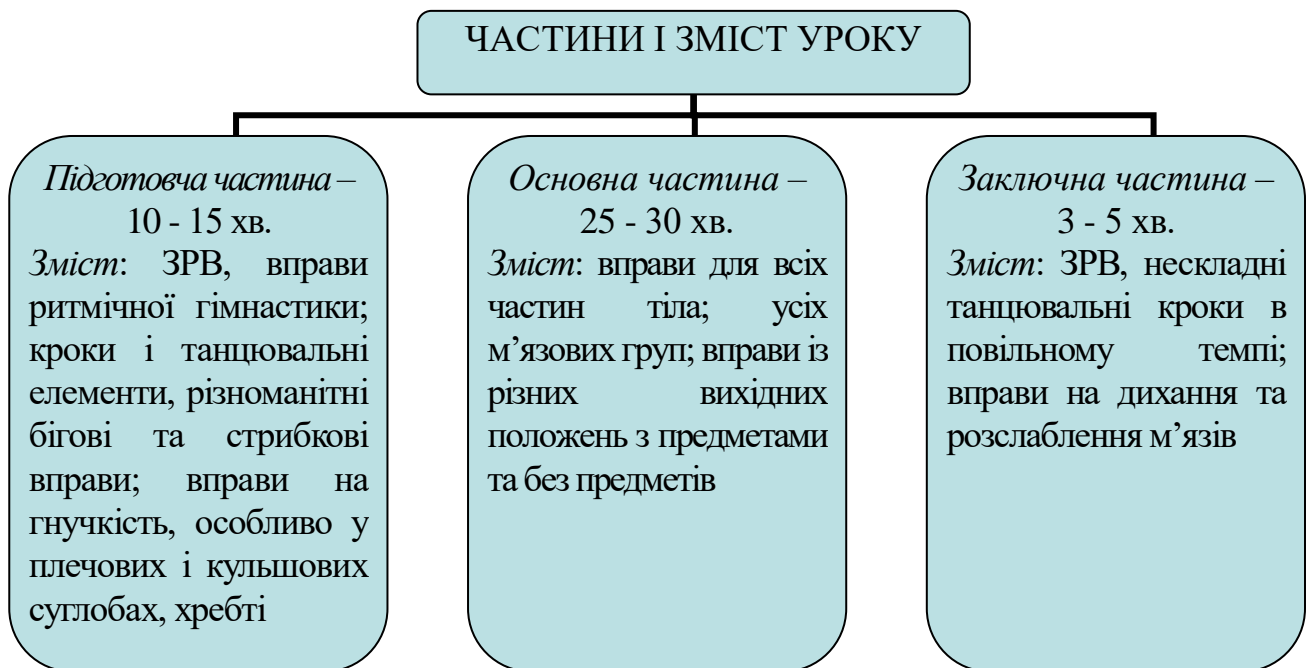 ЧАСТИНИ І ЗМІСТ УРОКУ
Підготовча частина –
10 - 15 хв.
Зміст: ЗРВ, вправи
ритмічної гімнастики;
кроки і танцювальні
елементи, різноманітні
бігові та стрибкові
вправи; вправи на
гнучкість, особливо у
плечових і кульшових
суглобах, хребті
Основна частина –
25 - 30 хв.
Зміст: вправи для всіх
частин тіла; усіх
м’язових груп; вправи із
різних вихідних
положень з предметами
та без предметів
Заключна частина –
3 - 5 хв.
Зміст: ЗРВ, нескладні
танцювальні кроки в
повільному темпі;
вправи на дихання та
розслаблення м’язів